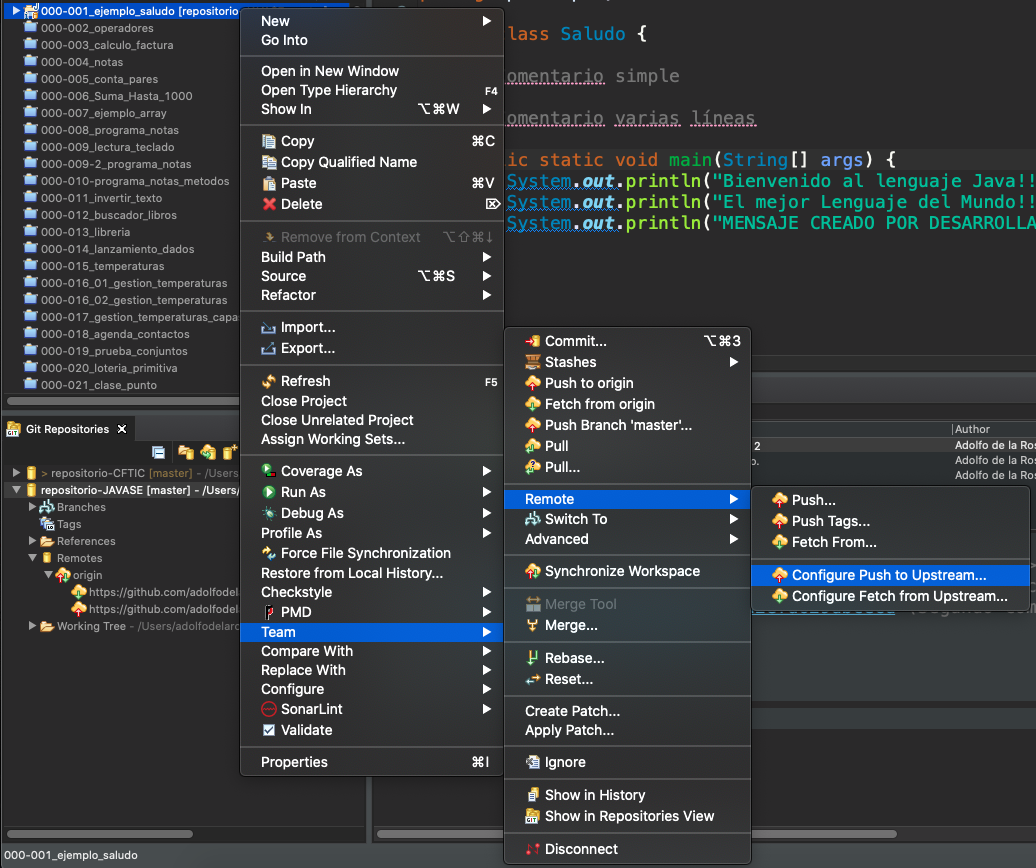 000-001_ejemplo_saludo [repositorio
000-002_operadores
000-003_calculo_factura
000-004_notas
000-005_conta_pares
000-006_Suma_Hasta_1000
000-007_ejemplo_array
000-008_programa_notas
000-009_lectura_teclado
000-009-2_programa_notas
000-010-programa_notas_metodos
000-011_invertir_texto
000-012_buscador_libros
000-013_libreria
000-014_lanzamiento_dados
000-015_temperaturas
000-016_01_gestion_temperaturas
000-016_02_gestion_temperaturas
000-017_gestion_temperaturas_capas
000-018_agenda_contactos
000-019_prueba_conjuntos
000-020_loteria_primitiva
000-021_clase_punto
Git Repositories
> repositorio-CFTIC [master] - /Users
repositorio-JAVASE [master] - /Users/
Branches
Tags
References
Remotes
origin
https://github.com/adolfodela
https://github.com/adolfodela
Working Tree - /Users/adolfodelaro
000-001_ejemplo_saludo
New
Go Into
Open in New Window
Open Type Hierarchy F4
Show In ⌥⌘W
Copy ⌘C
Copy Qualified Name
Paste ⌘V
Delete ⌦
Remove from Context ⌥⇧⌘↓
Build Path
Source ⌥⌘S
Refactor
Import...
Export...
Refresh F5
Close Project
Close Unrelated Project
Assign Working Sets...
Coverage As
Run As
Debug As
Profile As
Force File Synchronization
Restore from Local History...
Checkstyle
PMD
Team
Compare With
Replace With
Configure
SonarLint
Validate
Properties ⌘I
lass Saludo {
omentario simple
omentario varias líneas
ic static void main(String[] args) {
System.out.println("Bienvenido al lenguaje Java!!
System.out.println("El mejor Lenguaje del Mundo!!
System.out.println("MENSAJE CREADO POR DESARROLLA
Commit... ⌥⌘3
Stashes
Push to origin
Fetch from origin
Push Branch 'master'...
Pull
Pull...
Remote
Switch To
Advanced
Synchronize Workspace
Merge Tool
Merge...
Rebase...
Reset...
Create Patch...
Apply Patch...
Ignore
Show in History
Show in Repositories View
Disconnect
Author
2 Adolfo de la Ros
o. Adolfo de la Ros
Adolfo de la Ros
Push...
Push Tags...
Fetch From...
Configure Push to Upstream...
Configure Fetch from Upstream...